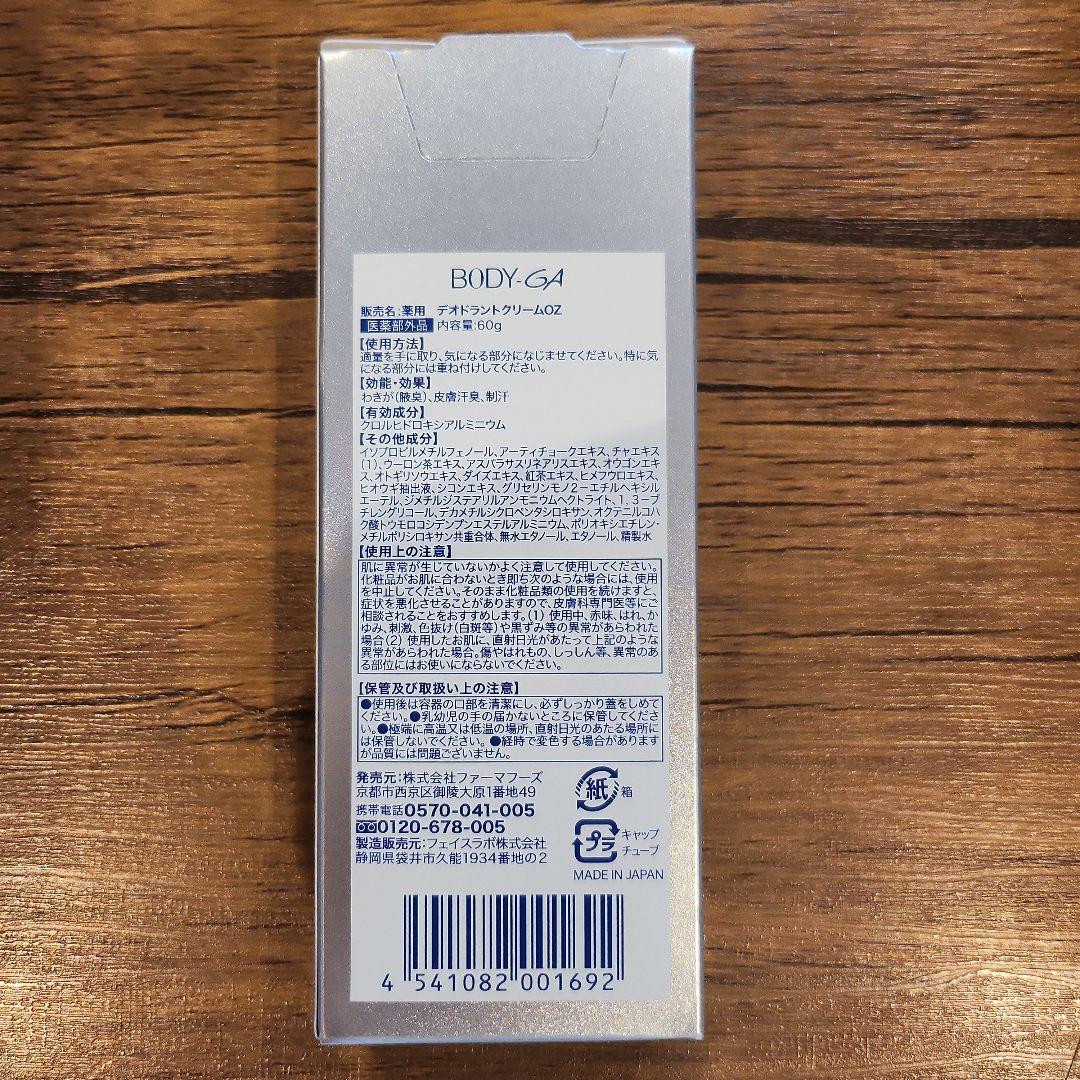 BODY-GA
販売名:薬用 デオドラントクリームOZ
医薬部外品 内容量:60g
【使用方法】
適量を手に取り、気になる部分になじませてください。特に気
になる部分には重ね付けしてください。
【効能・効果】
わきが(腋臭)、皮膚汗臭、制汗
【有効成分】
クロルヒドロキシアルミニウム
【その他成分】
イソプロピルメチルフェノール、アーティチョークエキス、チャエキス
(1)、ウーロン茶エキス、アスパラサスリネアリスエキス、オウゴンエキ
ス、オトギリソウエキス、ダイズエキス、紅茶エキス、ヒメフウロエキス、
ヒオウギ抽出液、シコンエキス、グリセリンモノ2-エチルヘキシル
エーテル、ジメチルジステアリルアンモニウムヘクトライト、1,3-ブ
チレングリコール、デカメチルシクロペンタシロキサン、オクテニルコハ
ク酸トウモロコシデンプンエステルアルミニウム、ポリオキシエチレン・
メチルポリシロキサン共重合体、無水エタノール、エタノール、精製水
【使用上の注意】
肌に異常が生じていないかよく注意して使用してください。
化粧品がお肌に合わないとき即ち次のような場合には、使用
を中止してください。そのまま化粧品類の使用を続けますと、
症状を悪化させることがありますので、皮膚科専門医等にご
相談されることをおすすめします。(1) 使用中、赤味、はれ、か
ゆみ、刺激、色抜け(白斑等)や黒ずみ等の異常があらわれた
場合(2) 使用したお肌に、直射日光があたって上記のような
異常があらわれた場合。傷やはれもの、しっしん等、異常のあ
る部位にはお使いにならないでください。
【保管及び取扱い上の注意】
●使用後は容器の口部を清潔にし、必ずしっかり蓋をしめて
ください。●乳幼児の手の届かないところに保管してくださ
い。●極端に高温又は低温の場所、直射日光のあたる場所に
は保管しないでください。 ●経時で変色する場合があります
が品質には問題ございません。
発売元:株式会社ファーマフーズ
京都市西京区御陵大原1番地49
携帯電話0570-041-005
0120-678-005
製造販売元:フェイスラボ株式会社
静岡県袋井市久能1934番地の2
紙 箱
プラ キャップ
チューブ
MADE IN JAPAN
4 541082 001692